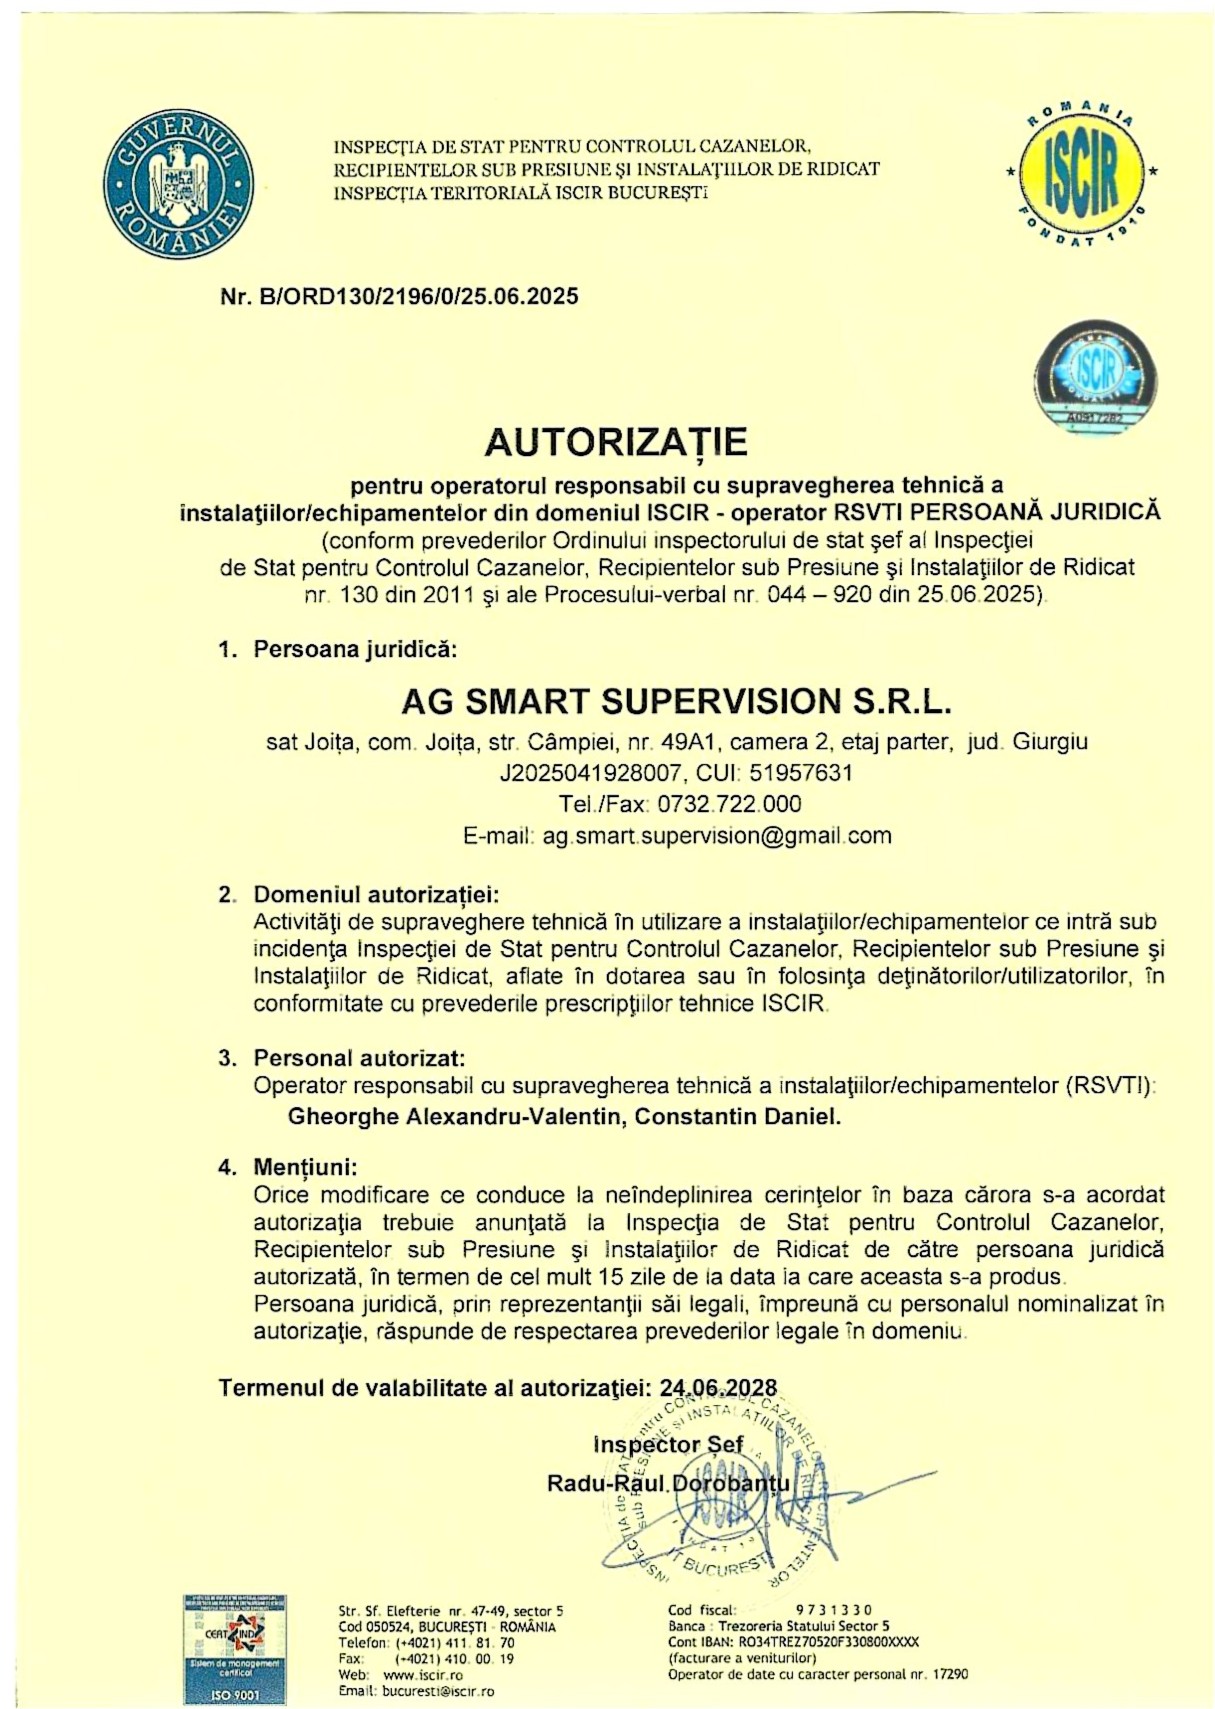 GUVERNUL ROMÂNIEI
INSPECŢIA DE STAT PENTRU CONTROLUL CAZANELOR,
RECIPIENTELOR SUB PRESIUNE ŞI INSTALAŢIILOR DE RIDICAT
INSPECŢIA TERITORIALĂ ISCIR BUCUREŞTI
ROMANIA
ISCIR
FONDAT 1910
Nr. B/ORD130/2196/0/25.06.2025
ISCIR
A0917282
AUTORIZAȚIE
pentru operatorul responsabil cu supravegherea tehnică a
instalaţiilor/echipamentelor din domeniul ISCIR - operator RSVTI PERSOANĂ JURIDICĂ
(conform prevederilor Ordinului inspectorului de stat şef al Inspecţiei
de Stat pentru Controlul Cazanelor, Recipientelor sub Presiune şi Instalaţiilor de Ridicat
nr. 130 din 2011 şi ale Procesului-verbal nr. 044 – 920 din 25.06.2025).
1. Persoana juridică:
AG SMART SUPERVISION S.R.L.
sat Joița, com. Joița, str. Câmpiei, nr. 49A1, camera 2, etaj parter, jud. Giurgiu
J2025041928007, CUI: 51957631
Tel./Fax: 0732.722.000
E-mail: ag.smart.supervision@gmail.com
2. Domeniul autorizației:
Activităţi de supraveghere tehnică în utilizare a instalaţiilor/echipamentelor ce intră sub
incidenţa Inspecţiei de Stat pentru Controlul Cazanelor, Recipientelor sub Presiune şi
Instalaţiilor de Ridicat, aflate în dotarea sau în folosinţa deţinătorilor/utilizatorilor, în
conformitate cu prevederile prescripţiilor tehnice ISCIR.
3. Personal autorizat:
Operator responsabil cu supravegherea tehnică a instalaţiilor/echipamentelor (RSVTI):
Gheorghe Alexandru-Valentin, Constantin Daniel.
4. Mențiuni:
Orice modificare ce conduce la neîndeplinirea cerinţelor în baza cărora s-a acordat
autorizaţia trebuie anunţată la Inspecţia de Stat pentru Controlul Cazanelor,
Recipientelor sub Presiune şi Instalaţiilor de Ridicat de către persoana juridică
autorizată, în termen de cel mult 15 zile de la data la care aceasta s-a produs.
Persoana juridică, prin reprezentanţii săi legali, împreună cu personalul nominalizat în
autorizaţie, răspunde de respectarea prevederilor legale în domeniu.
Termenul de valabilitate al autorizaţiei: 24.06.2028
Inspector Șef
Radu-Raul Dorobanțu
INSPECŢIA de STAT pentru CONTROLUL CAZANELOR RECIPIENTELOR
sub PRESIUNE ŞI INSTALAŢIILOR DE RIDICAT
ISCIR
IT BUCUREŞTI
CERT IND
Sistem de management
certificat
ISO 9001
Str. Sf. Elefterie nr. 47-49, sector 5
Cod 050524, BUCUREŞTI - ROMÂNIA
Telefon: (+4021) 411. 81. 70
Fax: (+4021) 410. 00. 19
Web: www.iscir.ro
Email: bucuresti@iscir.ro
Cod fiscal: 9731330
Banca : Trezoreria Statului Sector 5
Cont IBAN: RO34TREZ70520F330800XXXX
(facturare a veniturilor)
Operator de date cu caracter personal nr. 17290